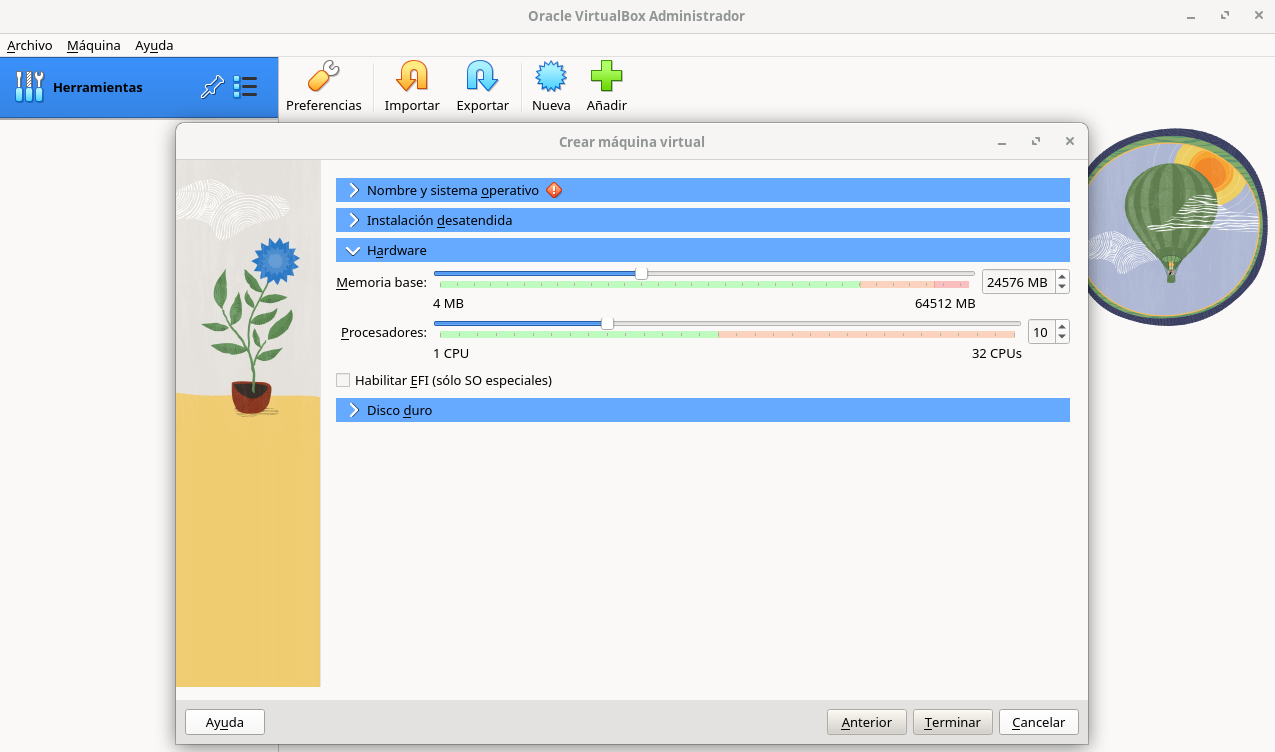 Oracle VirtualBox Administrador
Archivo Máquina Ayuda
Herramientas
Preferencias Importar Exportar Nueva Añadir
Crear máquina virtual
Nombre y sistema operativo
Instalación desatendida
Hardware
Memoria base: 24576 MB
4 MB 64512 MB
Procesadores: 10
1 CPU 32 CPUs
Habilitar EFI (sólo SO especiales)
Disco duro
Ayuda Anterior Terminar Cancelar